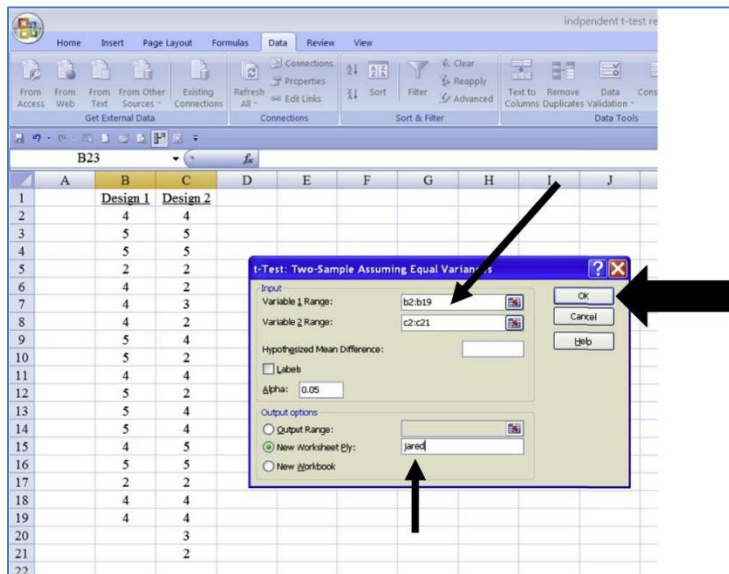 indpendent t-test re
Home Insert Page Layout Formulas Data Review View
From Access From Web From Text From Other Sources Existing Connections
Get External Data
Refresh All Connections Properties Edit Links
Connections
Sort Filter Clear Reapply Advanced
Sort & Filter
Text to Columns Remove Duplicates Data Validation Cons
Data Tools
B23 fx
A B C D E F G H I J
1 Design 1 Design 2
2 4 4
3 5 5
4 5 5
5 2 2
6 4 2
7 4 3
8 4 2
9 5 4
10 5 2
11 4 4
12 5 2
13 5 4
14 5 4
15 4 5
16 5 5
17 2 2
18 4 4
19 4 4
20 3
21 2
22
t-Test: Two-Sample Assuming Equal Variances
Input
Variable 1 Range: b2:b19
Variable 2 Range: c2:c21
Hypothesized Mean Difference:
Labels
Alpha: 0.05
Output options
Output Range:
New Worksheet Ply: jared
New Workbook
OK
Cancel
Help